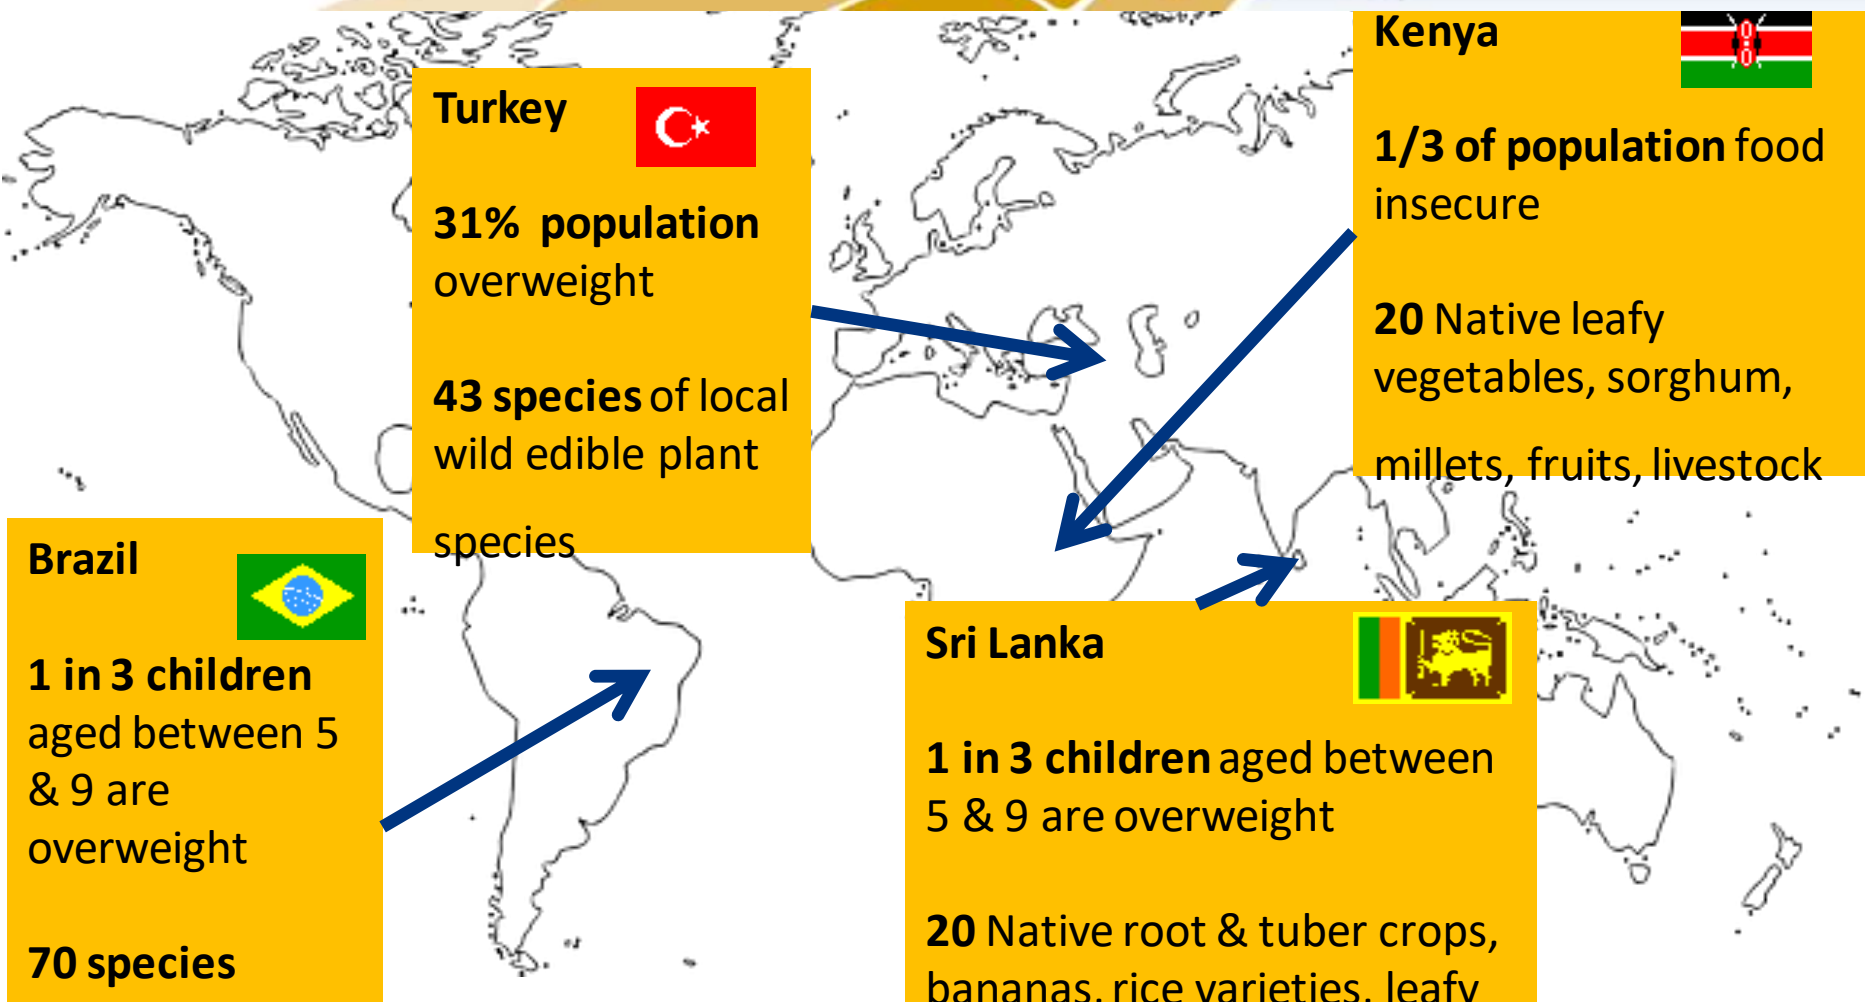 Turkey
31% population
overweight
43 species of local
wild edible plant
species
Kenya
1/3 of population food
insecure
20 Native leafy
vegetables, sorghum,
millets, fruits, livestock
Brazil
1 in 3 children
aged between 5
& 9 are
overweight
70 species
Sri Lanka
1 in 3 children aged between
5 & 9 are overweight
20 Native root & tuber crops,
bananas, rice varieties, leafy